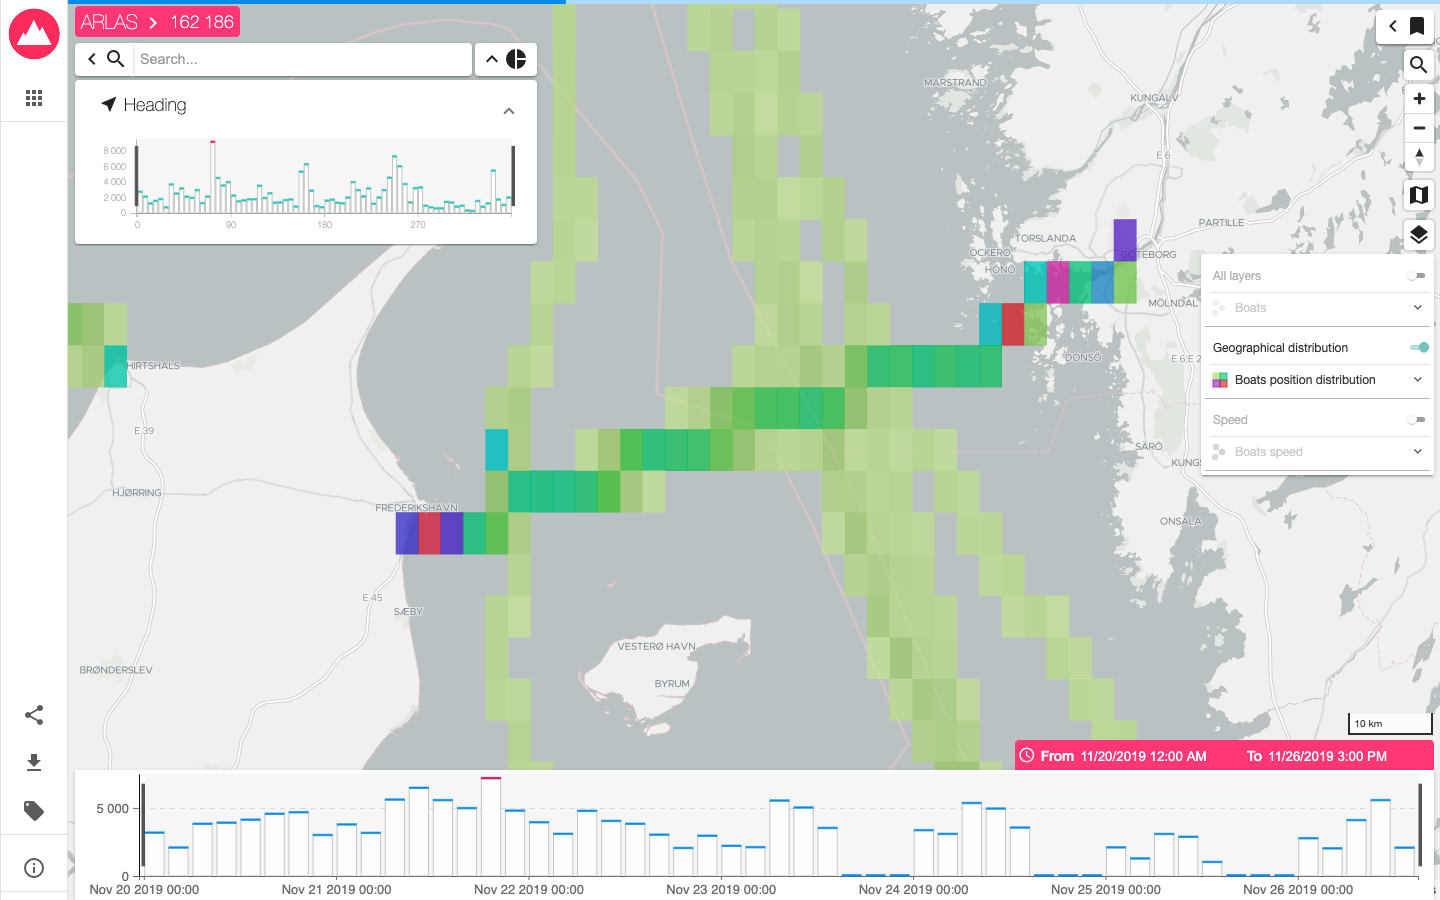 ARLAS > 162 186
Search...
Heading
8 000
6 000
4 000
2 000
0
0 90 180 270
MARSTRAND
KUNGÄLV
E 6
PARTILLE
TORSLANDA
ÖCKERÖ
GÖTEBORG
HONO
MÖLNDAL
DONSÖ
E 6;E 2
SÄRÖ
KUNGS
ONSALA
HIRTSHALS
E 39
HJØRRING
FREDERIKSHAVN
E 45
SÆBY
BRØNDERSLEV
VESTERØ HAVN
BYRUM
All layers
Boats
Geographical distribution
Boats position distribution
Speed
Boats speed
10 km
From 11/20/2019 12:00 AM To 11/26/2019 3:00 PM
5 000
0
Nov 20 2019 00:00 Nov 21 2019 00:00 Nov 22 2019 00:00 Nov 23 2019 00:00 Nov 24 2019 00:00 Nov 25 2019 00:00 Nov 26 2019 00:00